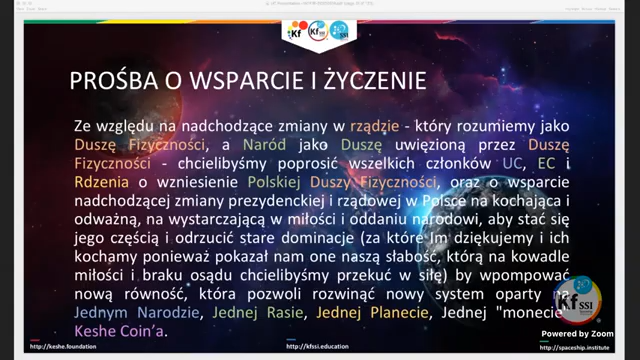 PROŚBA O WSPARCIE I ŻYCZENIE
Ze względu na nadchodzące zmiany w rządzie - który rozumiemy jako
Duszę Fizyczności, a Naród jako Duszę uwięzioną przez Duszę
Fizyczności - chcielibyśmy poprosić wszelkich członków UC, EC i
Rdzenia o wzniesienie Polskiej Duszy Fizyczności, oraz o wsparcie
nadchodzącej zmiany prezydenckiej i rządowej w Polsce na kochająca i
odważną, na wystarczającą w miłości i oddaniu narodowi, aby stać się
jego częścią i odrzucić stare dominacje (za które Im dziękujemy i ich
kochamy ponieważ pokazał nam one naszą słabość, którą na kowadle
miłości i braku osądu chcielibyśmy przekuć w siłę) by wpompować
nową równość, która pozwoli rozwinąć nowy system oparty na
Jednym Narodzie, Jednej Rasie, Jednej Planecie, Jednej "monecie"
Keshe Coin’a.
Kf SSI
Powered by Zoom
http://keshe.foundation
http://kfssi.education
http://spaceship.institute